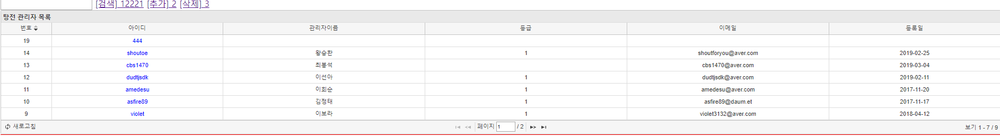 [검색] 12221 [추가] 2 [삭제] 3
탕전 관리자 목록
번호 아이디 관리자이름 등급 이메일 등록일
19 444
14 shoutoe 왕승환 1 shoutforyou@aver.com 2019-02-25
13 cbs1470 최봉석 cbs1470@aver.com 2019-03-04
12 dudtjsdk 이선아 1 dudtjsdk@aver.com 2019-02-11
11 amedesu 이희순 1 amedesu@aver.com 2017-11-20
10 asfire89 김정태 1 asfire89@daum.et 2017-11-17
9 violet 이보라 1 violet3132@aver.com 2018-04-12
새로고침 페이지 1 / 2 보기 1 - 7 / 9